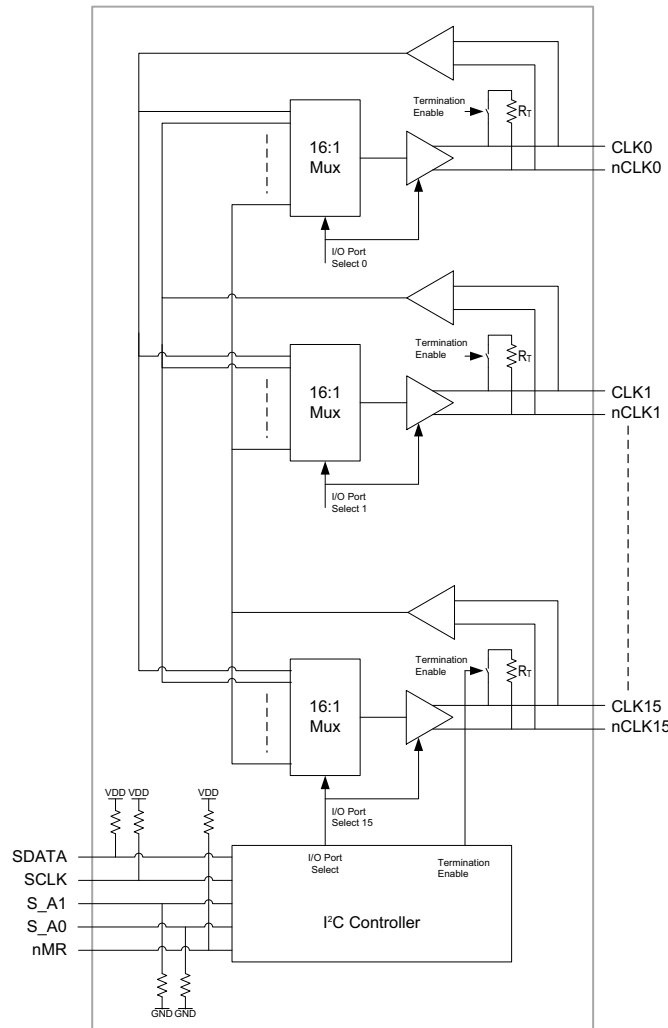 Termination
Enable
RT
CLK0
nCLK0
16:1
Mux
I/O Port
Select 0
Termination
Enable
RT
CLK1
nCLK1
16:1
Mux
I/O Port
Select 1
Termination
Enable
RT
CLK15
nCLK15
16:1
Mux
I/O Port
Select 15
VDD VDD VDD
SDATA
SCLK
S_A1
S_A0
nMR
I/O Port
Select
Termination
Enable
I²C Controller
GND GND